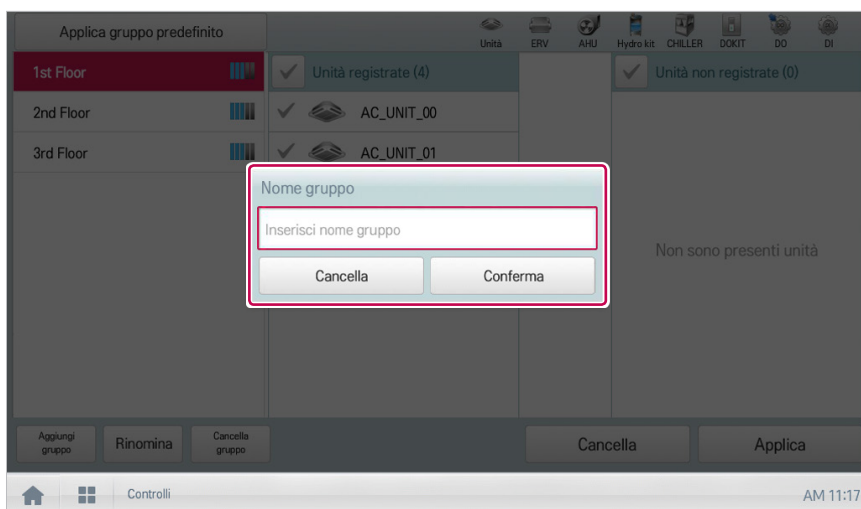 Applica gruppo predefinito
Unità
ERV
AHU
Hydro kit
CHILLER
DOKIT
DO
DI
1st Floor
Unità registrate (4)
Unità non registrate (0)
2nd Floor
AC_UNIT_00
3rd Floor
AC_UNIT_01
Nome gruppo
Inserisci nome gruppo
Cancella
Conferma
Non sono presenti unità
Aggiungi
gruppo
Rinomina
Cancella
gruppo
Cancella
Applica
Controlli
AM 11:17